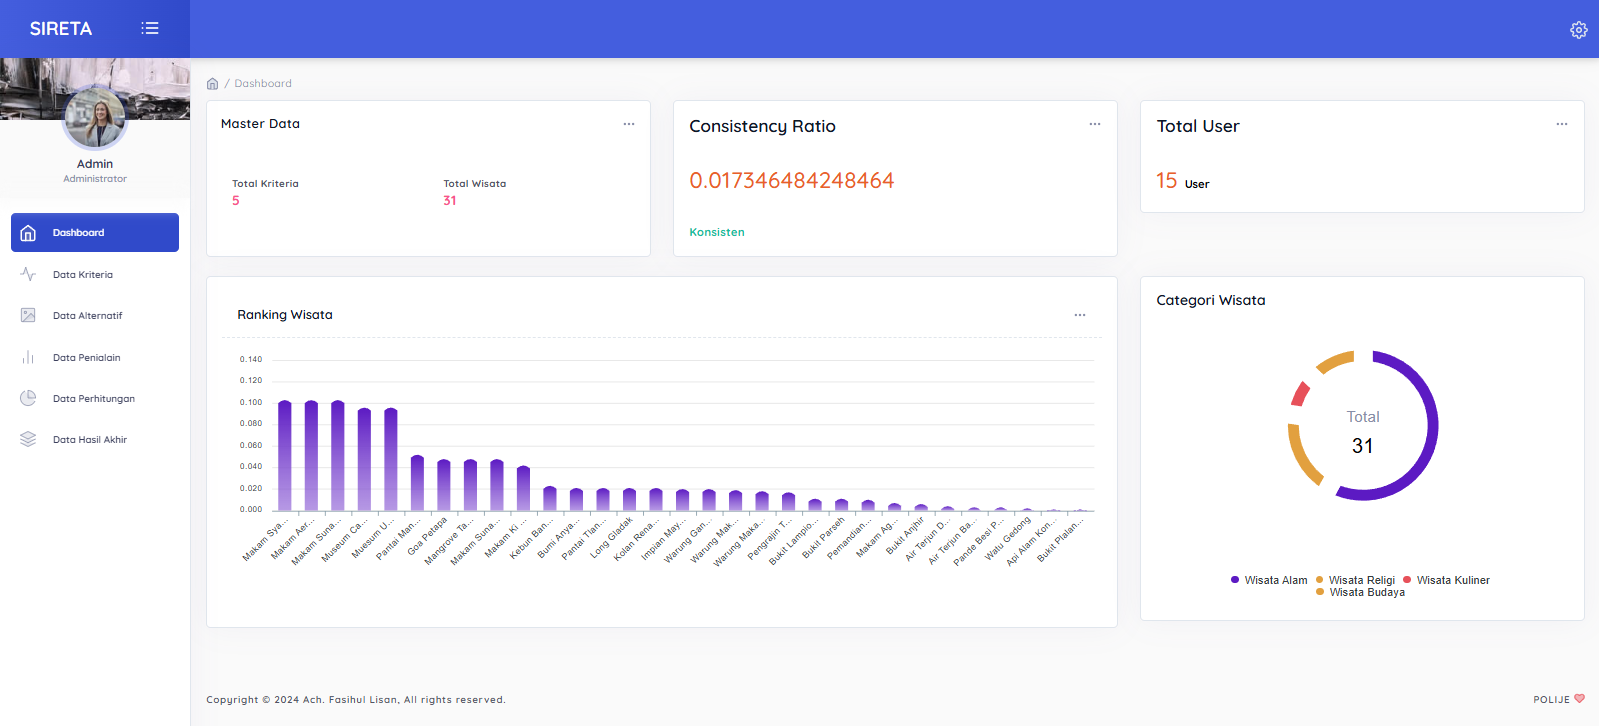 SIRETA
Admin
Administrator
Dashboard
Data Kriteria
Data Alternatif
Data Penialain
Data Perhitungan
Data Hasil Akhir
/ Dashboard
Master Data
Total Kriteria
5
Total Wisata
31
Consistency Ratio
0.017346484248464
Konsisten
Total User
15 User
Ranking Wisata
0.140
0.120
0.100
0.080
0.060
0.040
0.020
0.000
Makam Sya...
Makam Aer...
Makam Suna...
Museum Ca...
Muesum U...
Pantai Man...
Goa Petapa
Mangrove Ta...
Makam Suna...
Makam Ki ...
Kebun Ban...
Bumi Anya...
Pantai Tlan...
Long Gladak
Kolan Rena...
Impian May...
Warung Gan...
Warung Mak...
Warung Maka...
Pengrajin T...
Bukit Lampio...
Bukit Parseh
Pemandian...
Makam Ag...
Bukit Anjhir
Air Terjun D...
Air Terjun Ba...
Pande Besi P...
Watu Gedong
Api Alam Kon...
Bukit Plalan...
Categori Wisata
Total
31
Wisata Alam
Wisata Religi
Wisata Kuliner
Wisata Budaya
Copyright © 2024 Ach. Fasihul Lisan, All rights reserved.
POLIJE